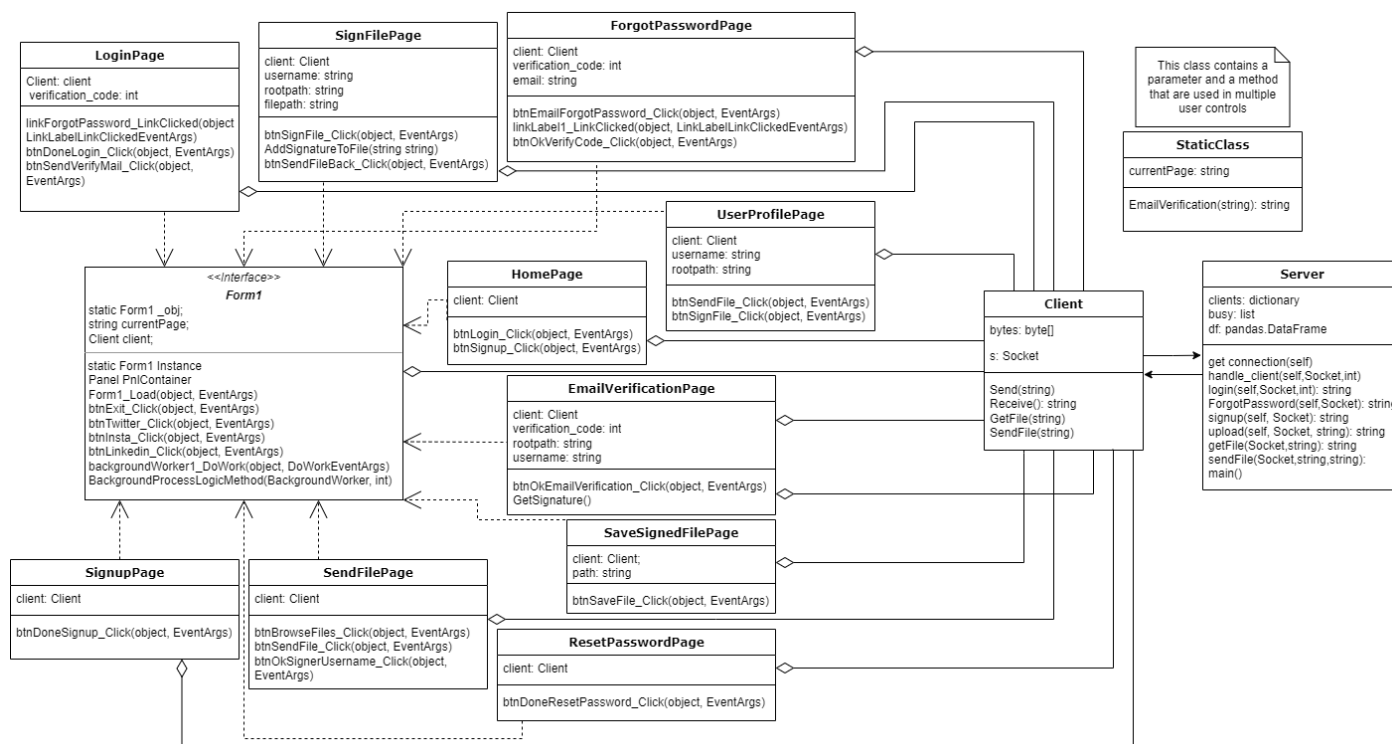 LoginPage
Client: client
verification_code: int
linkForgotPassword_LinkClicked(object
LinkLabelLinkClickedEventArgs)
btnDoneLogin_Click(object, EventArgs)
btnSendVerifyMail_Click(object,
EventArgs)
SignFilePage
client: Client
username: string
rootpath: string
filepath: string
btnSignFile_Click(object, EventArgs)
AddSignatureToFile(string string)
btnSendFileBack_Click(object, EventArgs)
ForgotPasswordPage
client: Client
verification_code: int
email: string
btnEmailForgotPassword_Click(object, EventArgs)
linkLabel1_LinkClicked(object, LinkLabelLinkClickedEventArgs)
btnOkVerifyCode_Click(object, EventArgs)
This class contains a
parameter and a method
that are used in multiple
user controls
StaticClass
currentPage: string
EmailVerification(string): string
UserProfilePage
client: Client
username: string
rootpath: string
btnSendFile_Click(object, EventArgs)
btnSignFile_Click(object, EventArgs)
<<Interface>>
Form1
static Form1 _obj;
string currentPage;
Client client;
static Form1 Instance
Panel PnlContainer
Form1_Load(object, EventArgs)
btnExit_Click(object, EventArgs)
btnTwitter_Click(object, EventArgs)
btnInsta_Click(object, EventArgs)
btnLinkedin_Click(object, EventArgs)
backgroundWorker1_DoWork(object, DoWorkEventArgs)
BackgroundProcessLogicMethod(BackgroundWorker, int)
HomePage
client: Client
btnLogin_Click(object, EventArgs)
btnSignup_Click(object, EventArgs)
Client
bytes: byte[]
s: Socket
Send(string)
Receive(): string
GetFile(string)
SendFile(string)
Server
clients: dictionary
busy: list
df: pandas.DataFrame
get connection(self)
handle_client(self,Socket,int)
login(self,Socket,int): string
ForgotPassword(self,Socket): string
signup(self, Socket): string
upload(self, Socket, string): string
getFile(Socket,string): string
sendFile(Socket,string,string):
main()
EmailVerificationPage
client: Client
verification_code: int
rootpath: string
username: string
btnOkEmailVerification_Click(object, EventArgs)
GetSignature()
SaveSignedFilePage
client: Client;
path: string
btnSaveFile_Click(object, EventArgs)
SignupPage
client: Client
btnDoneSignup_Click(object, EventArgs)
SendFilePage
client: Client
btnBrowseFiles_Click(object, EventArgs)
btnSendFile_Click(object, EventArgs)
btnOkSignerUsername_Click(object,
EventArgs)
ResetPasswordPage
client: Client
btnDoneResetPassword_Click(object, EventArgs)